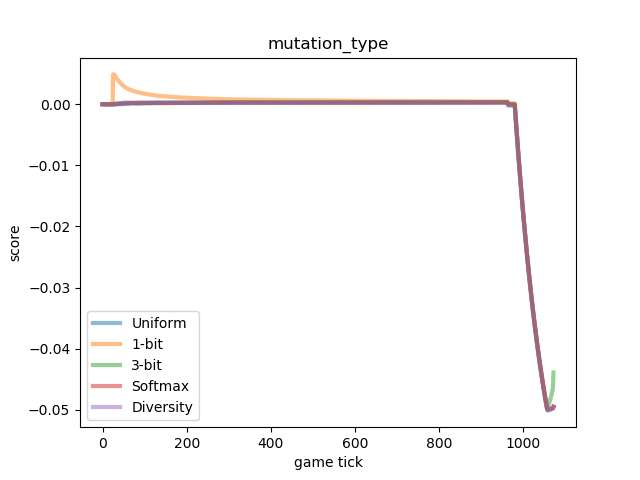 mutation_type
score
0.00
−0.01
−0.02
−0.03
−0.04
−0.05
Uniform
1-bit
3-bit
Softmax
Diversity
0 200 400 600 800 1000
game tick